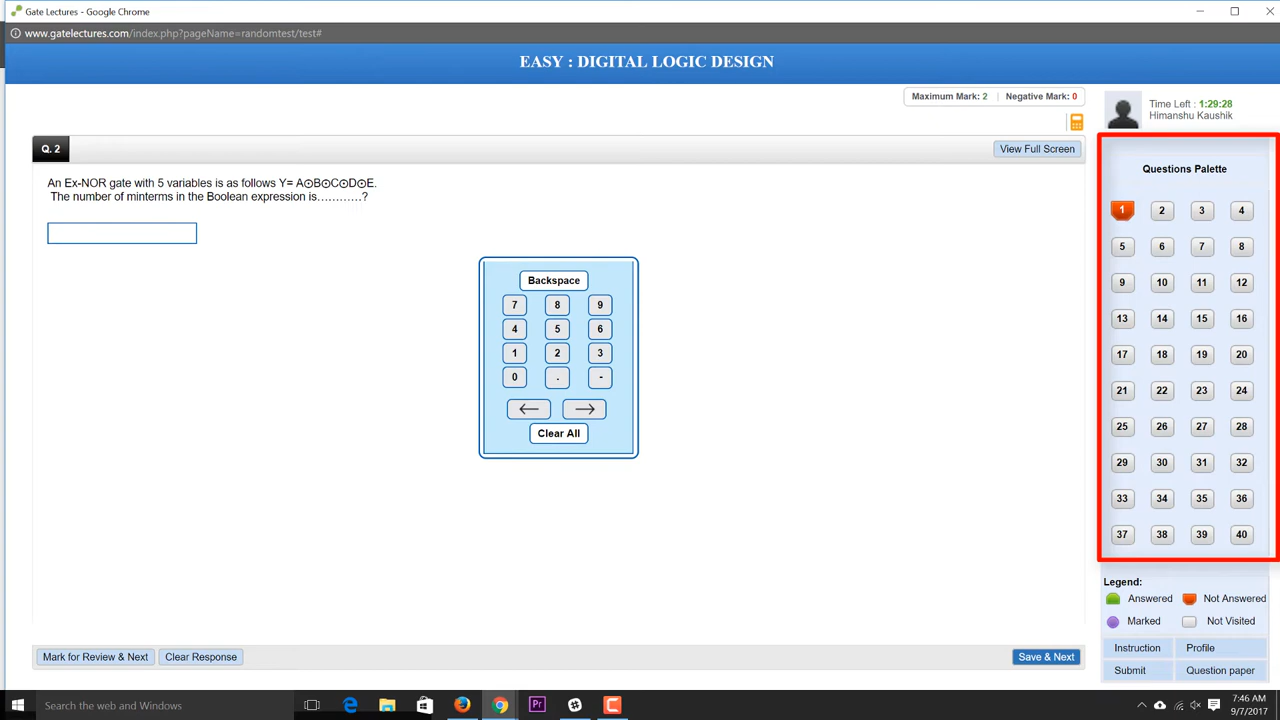 Gate Lectures - Google Chrome
www.gatelectures.com/index.php?pageName=randomtest/test#
EASY : DIGITAL LOGIC DESIGN
Maximum Mark: 2 | Negative Mark: 0
Time Left : 1:29:28
Himanshu Kaushik
Q. 2
View Full Screen
An Ex-NOR gate with 5 variables is as follows Y= A⊙B⊙C⊙D⊙E.
The number of minterms in the Boolean expression is…………?
Backspace
7 8 9
4 5 6
1 2 3
0 . -
← →
Clear All
Questions Palette
1 2 3 4
5 6 7 8
9 10 11 12
13 14 15 16
17 18 19 20
21 22 23 24
25 26 27 28
29 30 31 32
33 34 35 36
37 38 39 40
Legend:
Answered Not Answered
Marked Not Visited
Instruction Profile
Submit Question paper
Mark for Review & Next Clear Response Save & Next
Search the web and Windows
Pr
7:46 AM
9/7/2017